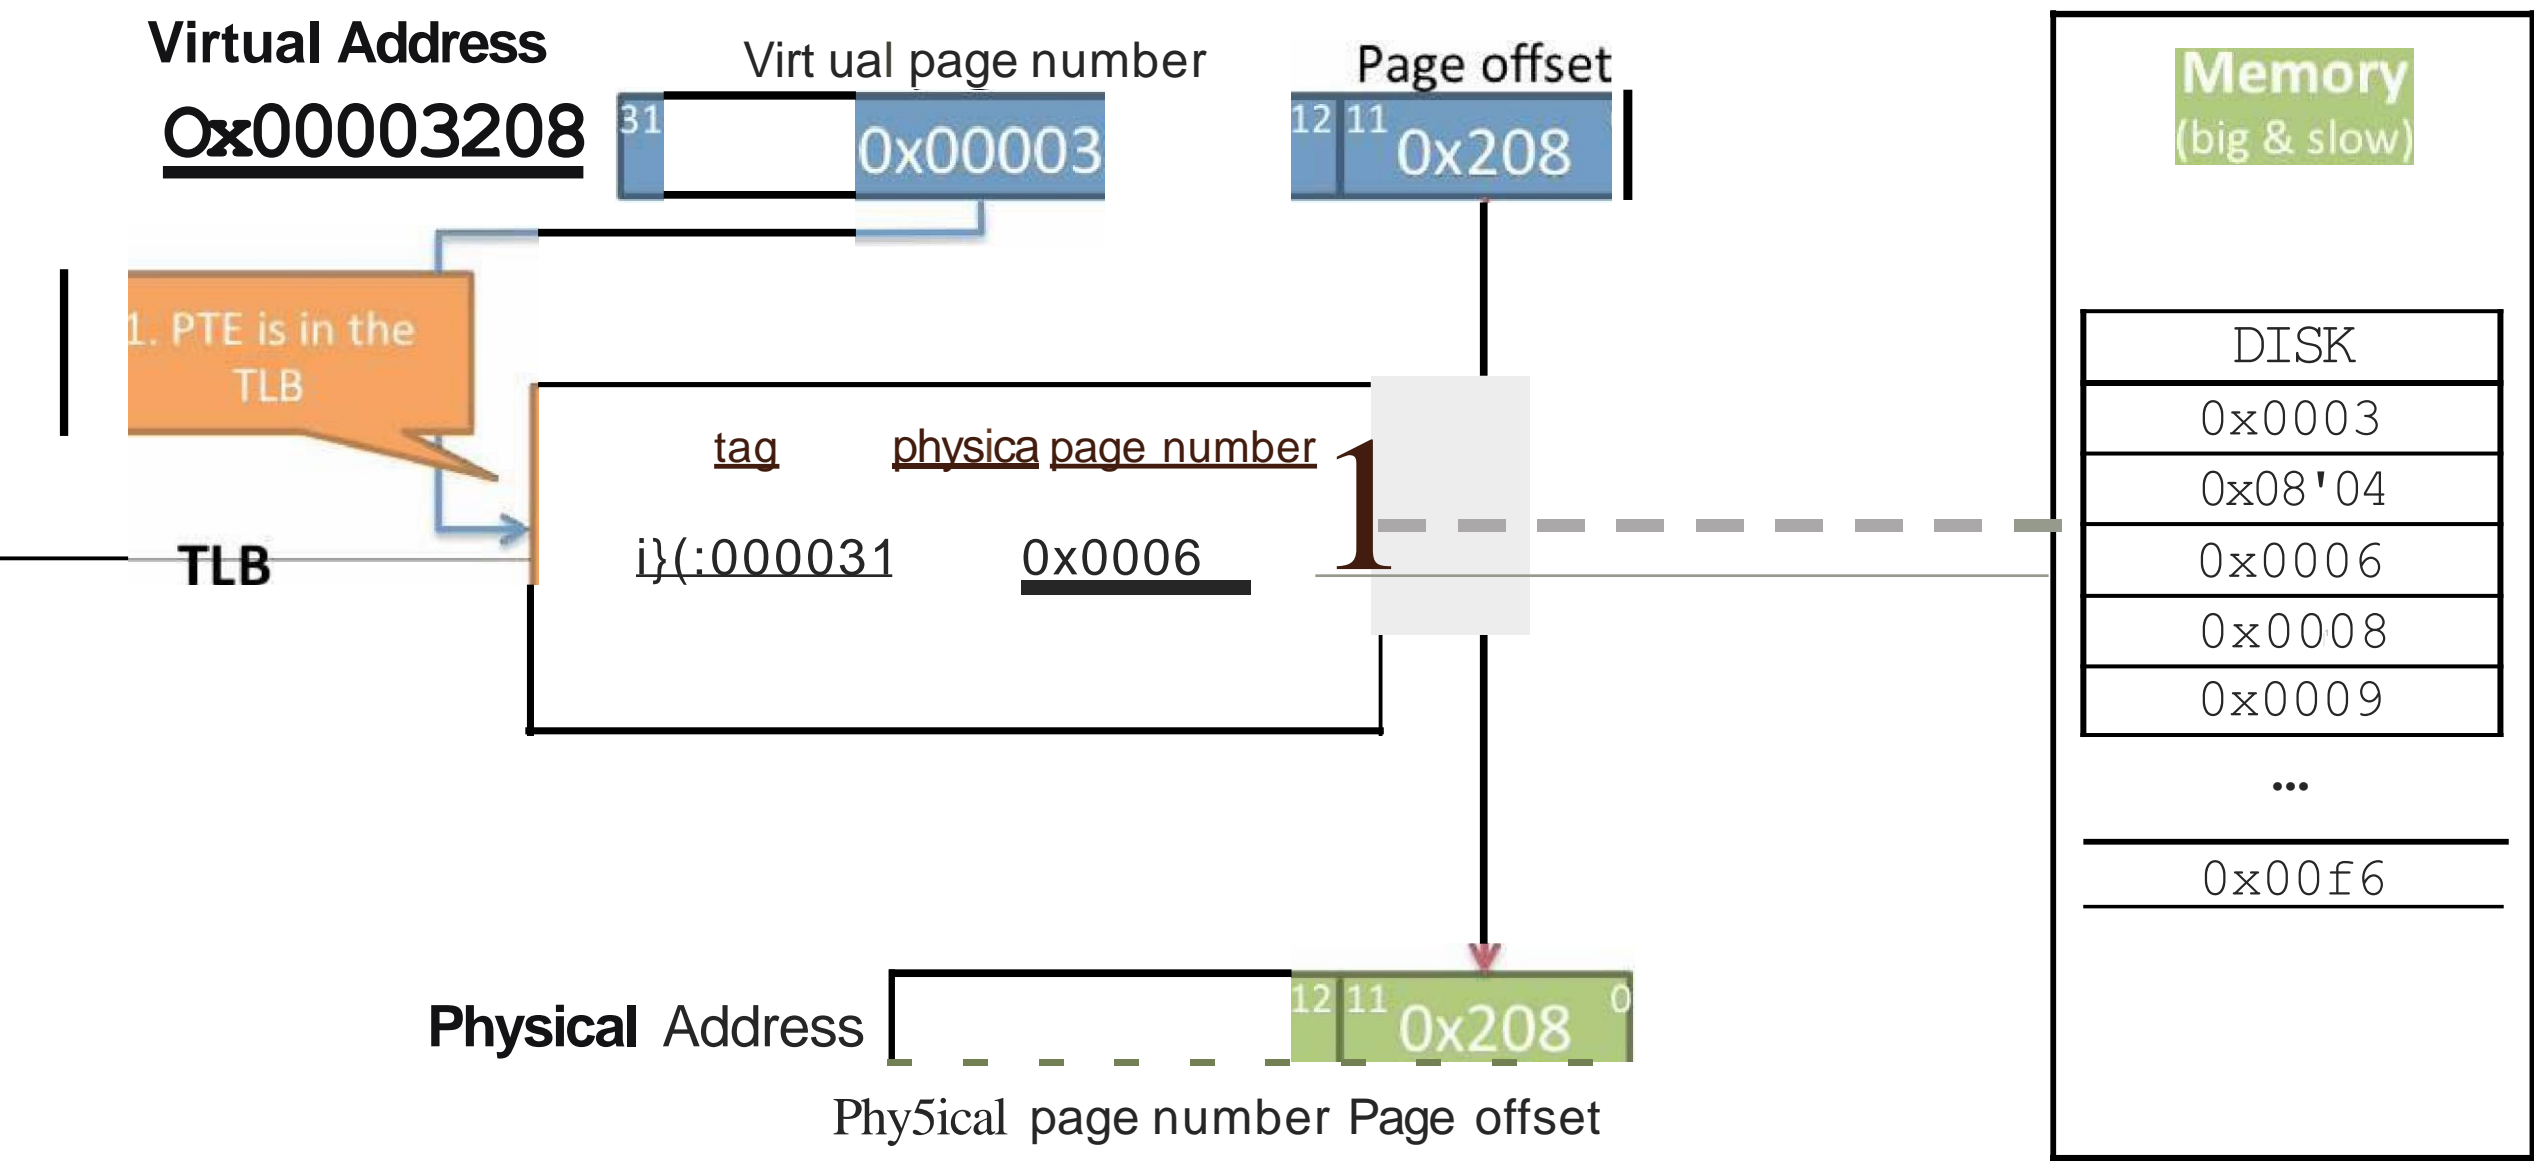 Virtual Address
Virt ual page number
Page offset
Memory
(big & slow)
0x00003208
31
0x00003
12 11
0x208
1. PTE is in the
TLB
DISK
0x0003
0x08'04
0x0006
0x0008
0x0009
...
0x00f6
tag
physica page number
1
TLB
i}(:000031
0x0006
Physical Address
12 11
0x208
0
Phy5ical page number Page offset